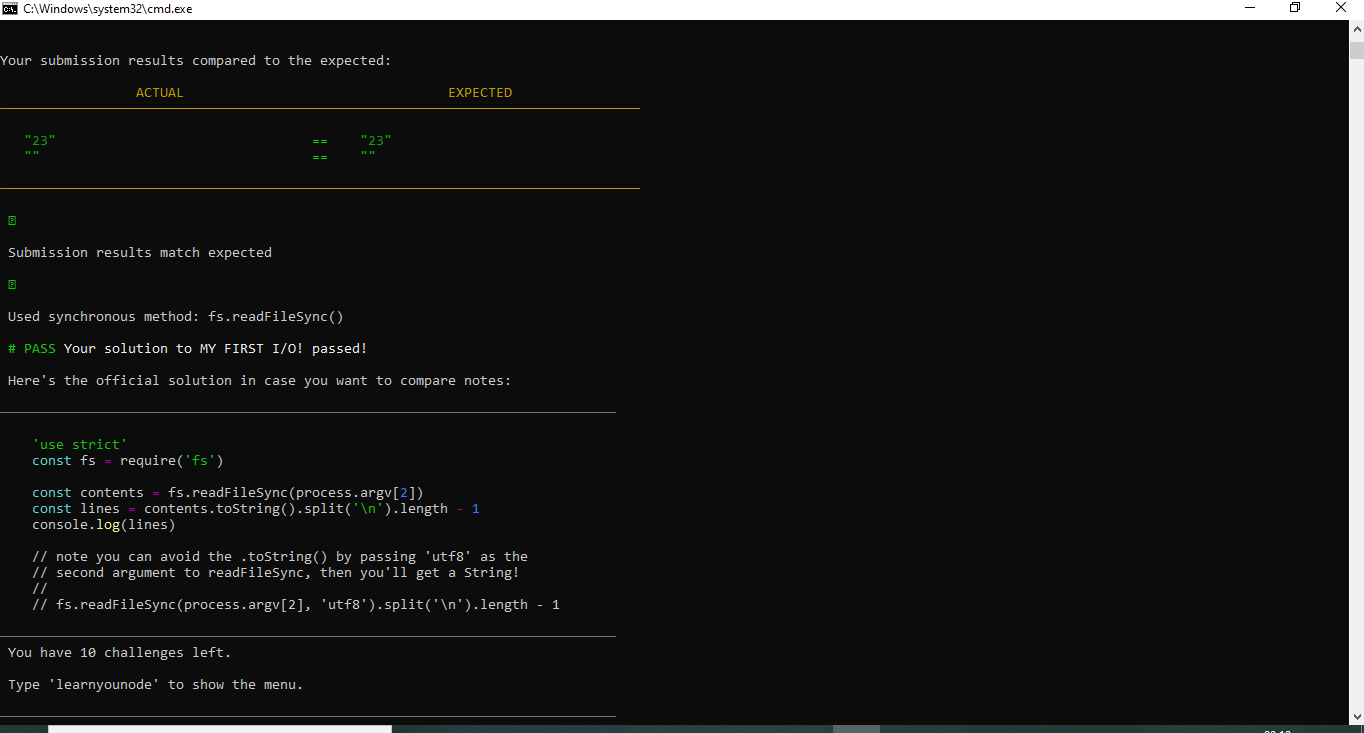 C:\Windows\system32\cmd.exe
Your submission results compared to the expected:
ACTUAL EXPECTED
"23" == "23"
"" == ""
Submission results match expected
Used synchronous method: fs.readFileSync()
# PASS Your solution to MY FIRST I/O! passed!
Here's the official solution in case you want to compare notes:
'use strict'
const fs = require('fs')
const contents = fs.readFileSync(process.argv[2])
const lines = contents.toString().split('\n').length - 1
console.log(lines)
// note you can avoid the .toString() by passing 'utf8' as the
// second argument to readFileSync, then you'll get a String!
//
// fs.readFileSync(process.argv[2], 'utf8').split('\n').length - 1
You have 10 challenges left.
Type 'learnyounode' to show the menu.